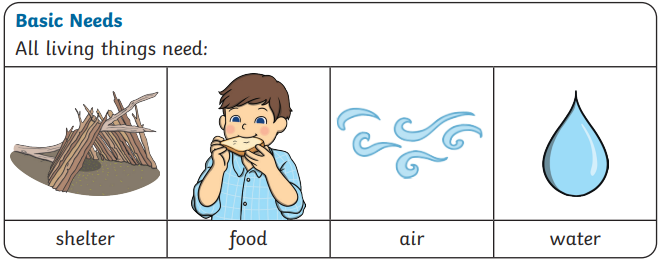 Basic Needs
All living things need:
shelter
food
air
water